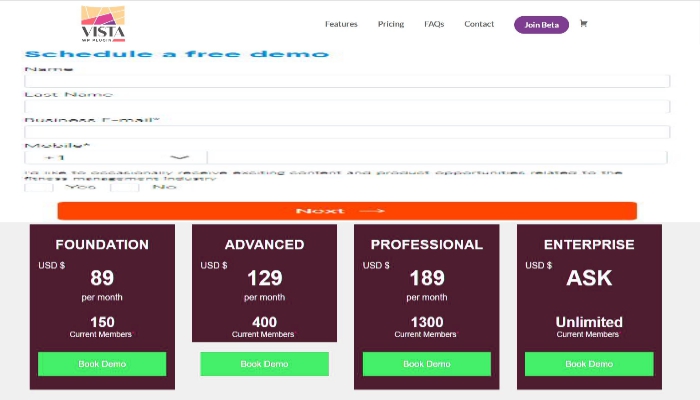 VISTA
WP PLUGIN
Features Pricing FAQs Contact Join Beta
Schedule a free demo
Name
Last Name
Business E-mail*
Mobile*
+1
I'd like to occasionally receive exciting content and product opportunities related to the
fitness management industry
Yes No
Next →
FOUNDATION ADVANCED PROFESSIONAL ENTERPRISE
USD $ USD $ USD $ USD $
89 129 189 ASK
per month per month per month
150 400 1300 Unlimited
Current Members Current Members Current Members Current Members
Book Demo Book Demo Book Demo Book Demo